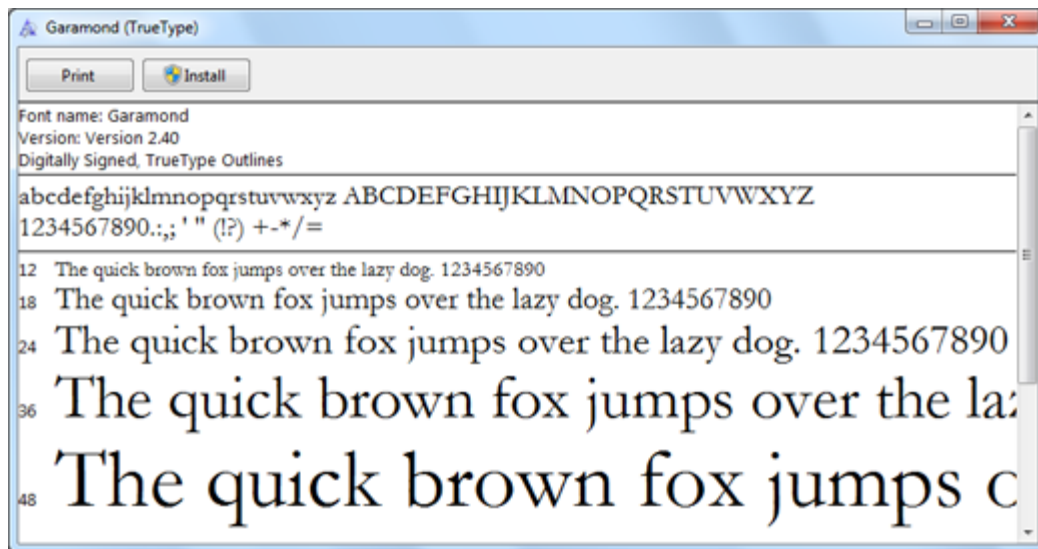 Garamond (TrueType)
Print Install
Font name: Garamond
Version: Version 2.40
Digitally Signed, TrueType Outlines
abcdefghijklmnopqrstuvwxyz ABCDEFGHIJKLMNOPQRSTUVWXYZ
1234567890.:,; ' " (!?) +-*/=
12 The quick brown fox jumps over the lazy dog. 1234567890
18 The quick brown fox jumps over the lazy dog. 1234567890
24 The quick brown fox jumps over the lazy dog. 1234567890
36 The quick brown fox jumps over the laz
48 The quick brown fox jumps o